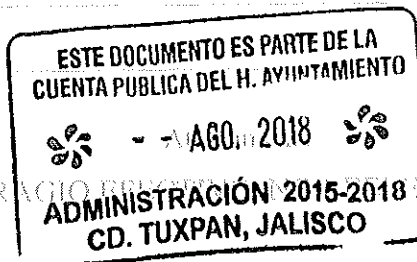 ESTE DOCUMENTO ES PARTE DE LA
CUENTA PUBLICA DEL H. AYUNTAMIENTO
- - AGO. 2018
ADMINISTRACIÓN 2015-2018
CD. TUXPAN, JALISCO